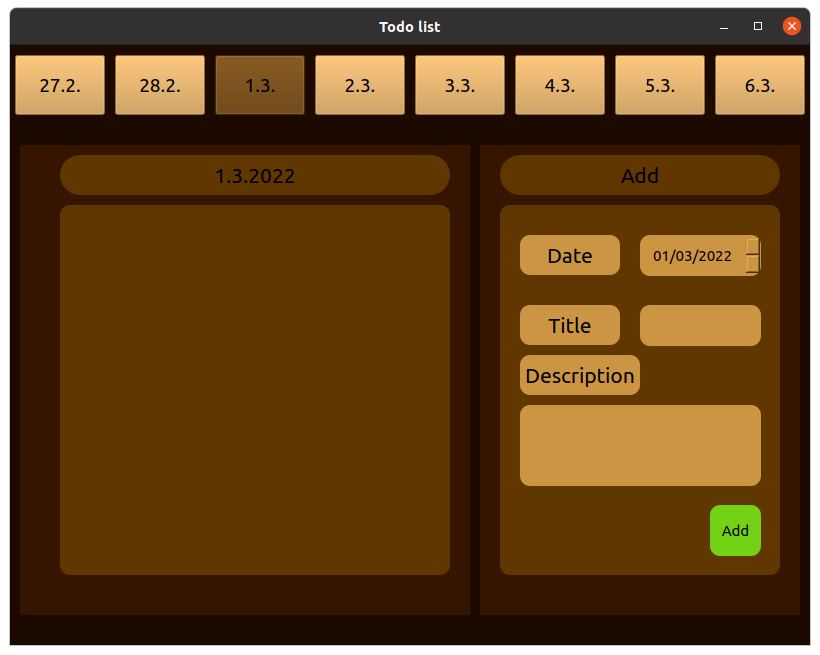 Todo list
27.2. 28.2. 1.3. 2.3. 3.3. 4.3. 5.3. 6.3.
1.3.2022
Add
Date 01/03/2022
Title
Description
Add